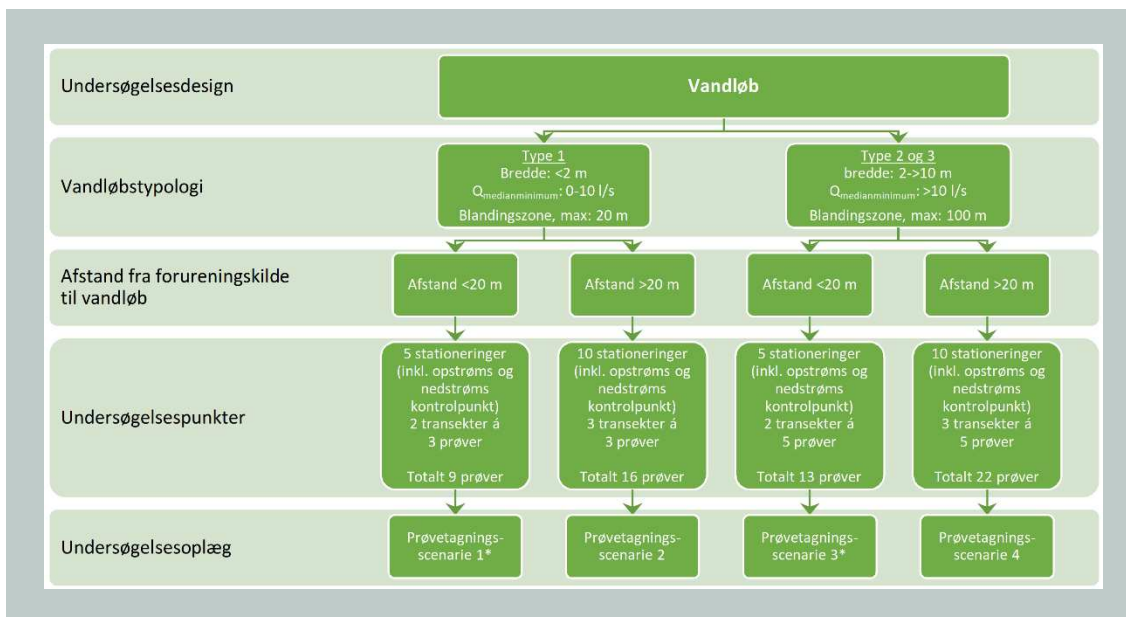 Undersøgelsesdesign
Vandløb
Vandløbstypologi
Type 1
Bredde: <2 m
Qmedianminimum: 0-10 l/s
Blandingszone, max: 20 m
Type 2 og 3
bredde: 2->10 m
Qmedianminimum: >10 l/s
Blandingszone, max: 100 m
Afstand fra forureningskilde
til vandløb
Afstand <20 m
Afstand >20 m
Afstand <20 m
Afstand >20 m
Undersøgelsespunkter
5 stationeringer
(inkl. opstrøms og
nedstrøms
kontrolpunkt)
2 transekter á
3 prøver
Totalt 9 prøver
10 stationeringer
(inkl. opstrøms og
nedstrøms
kontrolpunkt)
3 transekter á
3 prøver
Totalt 16 prøver
5 stationeringer
(inkl. opstrøms og
nedstrøms
kontrolpunkt)
2 transekter á
5 prøver
Totalt 13 prøver
10 stationeringer
(inkl. opstrøms og
nedstrøms
kontrolpunkt)
3 transekter á
5 prøver
Totalt 22 prøver
Undersøgelsesoplæg
Prøvetagnings-
scenarie 1*
Prøvetagnings-
scenarie 2
Prøvetagnings-
scenarie 3*
Prøvetagnings-
scenarie 4